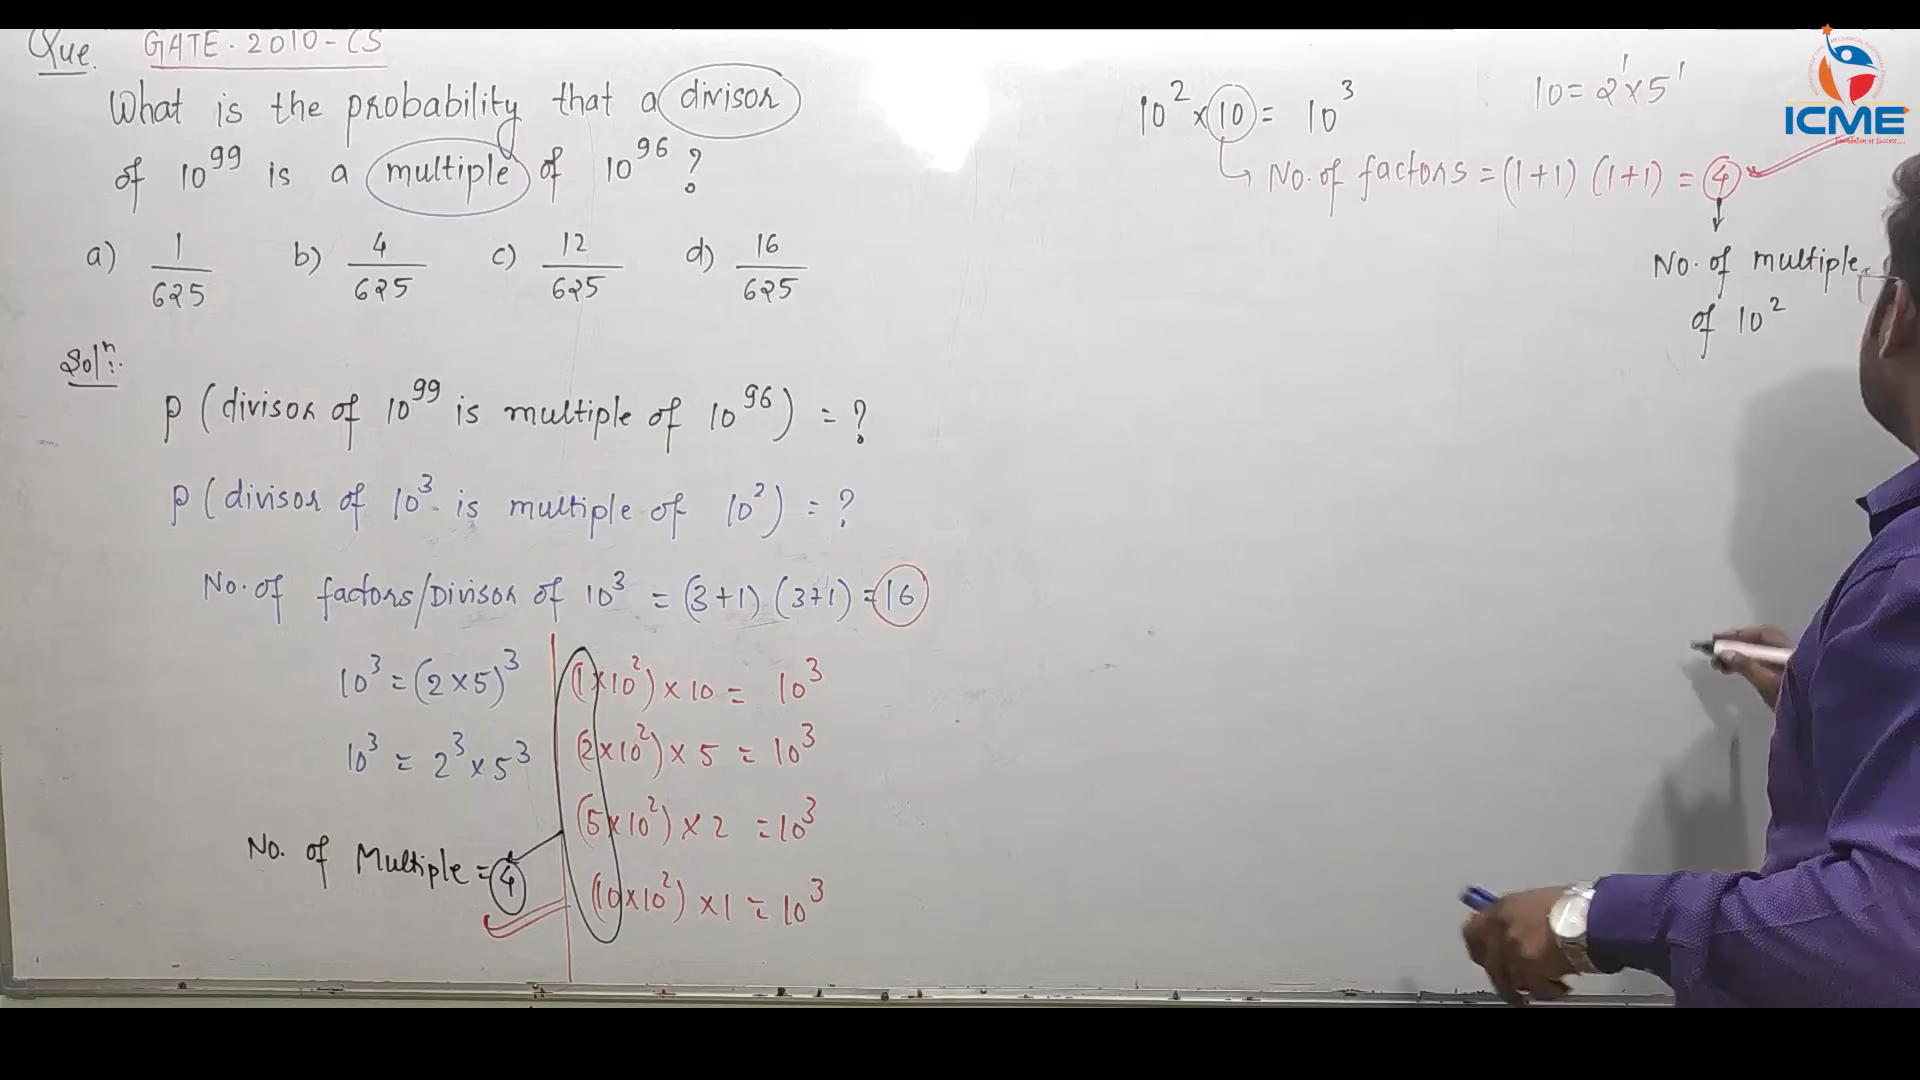 Que. GATE-2010-CS
What is the probability that a divisor
of 10^99 is a multiple of 10^96 ?
a) 1/625 b) 4/625 c) 12/625 d) 16/625
Solⁿ:
P (divisor of 10^99 is multiple of 10^96) = ?
P (divisor of 10^3 is multiple of 10^2) = ?
No. of factors/Divisor of 10^3 = (3+1) (3+1) = 16
10^3 = (2×5)^3
10^3 = 2^3×5^3
No. of Multiple = 4
(1×10^2)×10 = 10^3
(2×10^2)×5 = 10^3
(5×10^2)×2 = 10^3
(10×10^2)×1 = 10^3
10^2×10 = 10^3
10 = 2^1×5^1
No. of factors = (1+1) (1+1) = 4
No. of multiple
of 10^2
ICME
Foundation of Success...